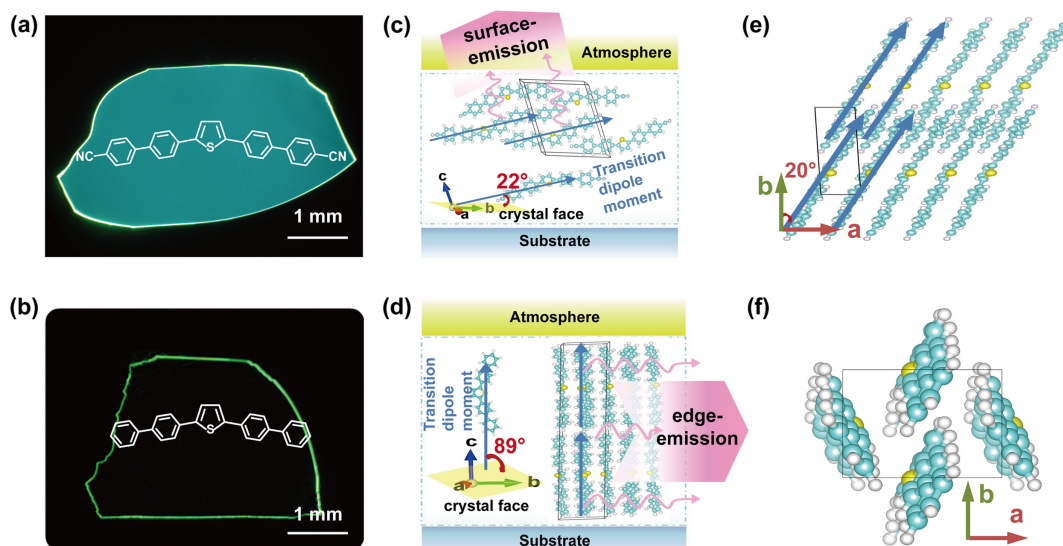 (a)
NC
S
CN
1 mm
(b)
S
1 mm
(c)
surface-
emission
Atmosphere
Transition
dipole
moment
22°
c
b
a
crystal face
Substrate
(d)
Atmosphere
Transition
dipole
moment
c
89°
a
b
crystal face
edge-
emission
Substrate
(e)
20°
b
a
(f)
b
a